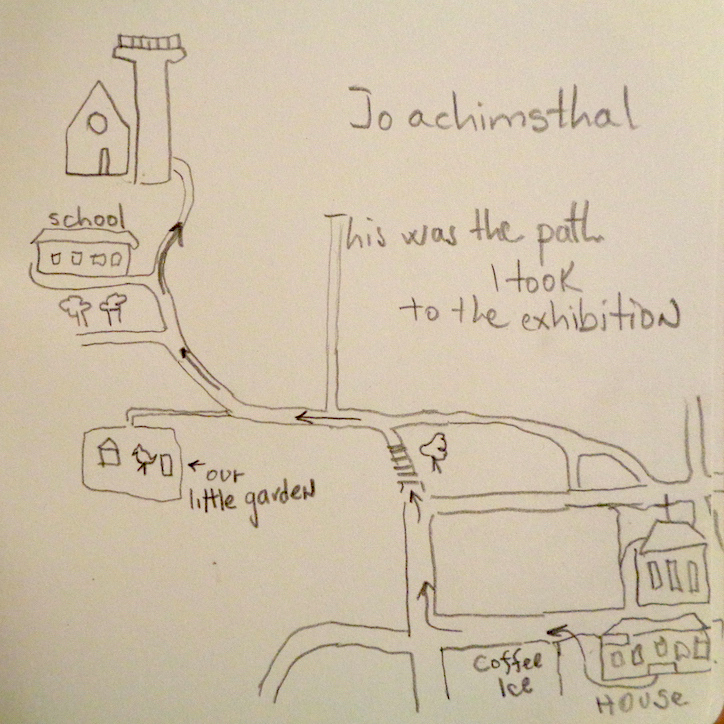 Joachimsthal
school
This was the path
I took
to the exhibition
← our
little garden
Coffee
Ice
HOUSe